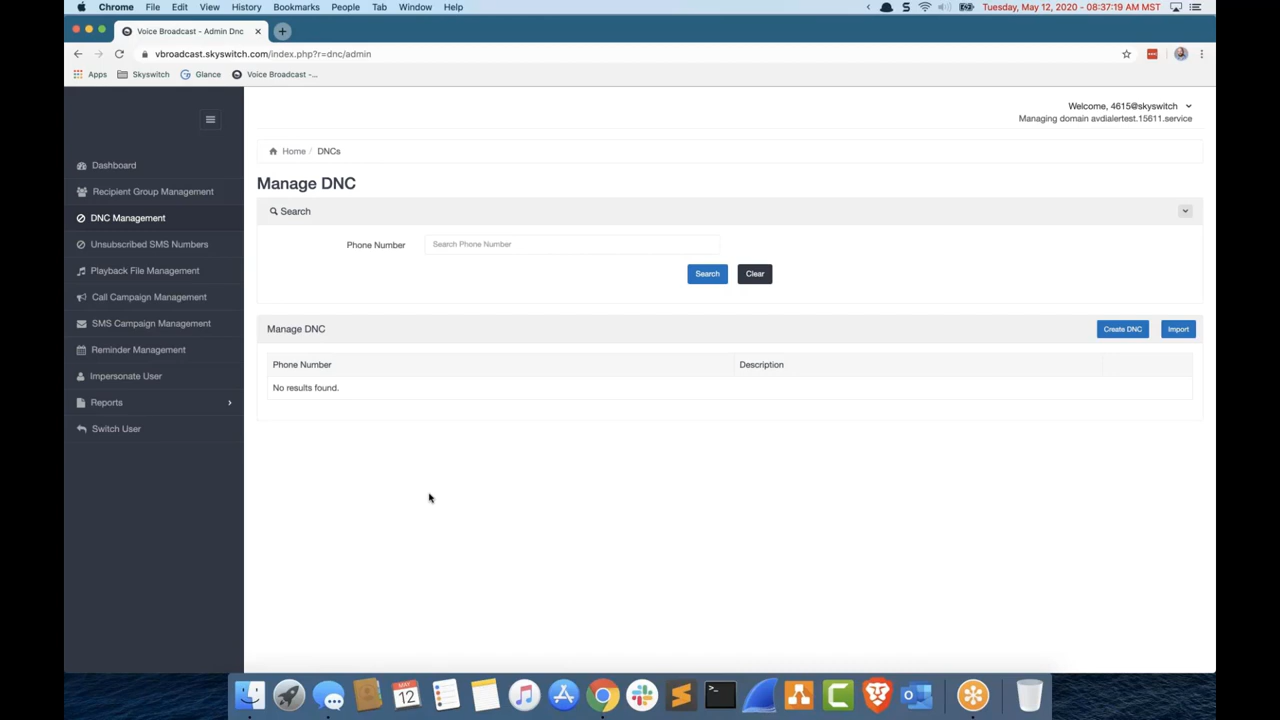 Chrome File Edit View History Bookmarks People Tab Window Help
Tuesday, May 12, 2020 - 08:37:19 AM MST
Voice Broadcast - Admin Dnc
vbroadcast.skyswitch.com/index.php?r=dnc/admin
Apps Skyswitch Glance Voice Broadcast -...
Welcome, 4615@skyswitch
Managing domain avdialertest.15611.service
Dashboard
Recipient Group Management
DNC Management
Unsubscribed SMS Numbers
Playback File Management
Call Campaign Management
SMS Campaign Management
Reminder Management
Impersonate User
Reports
Switch User
Home / DNCs
Manage DNC
Search
Phone Number Search Phone Number
Search Clear
Manage DNC Create DNC Import
Phone Number Description
No results found.
MAY
12